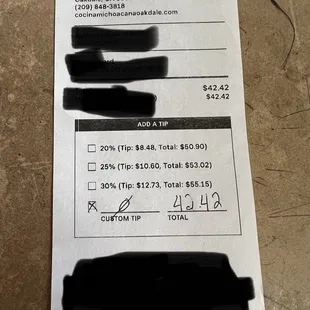 (209) 848-3818
cocinamichoacanaoakdale.com
$42.42
$42.42
ADD A TIP
20% (Tip: $8.48, Total: $50.90)
25% (Tip: $10.60, Total: $53.02)
30% (Tip: $12.73, Total: $55.15)
X 0 42.42
CUSTOM TIP TOTAL